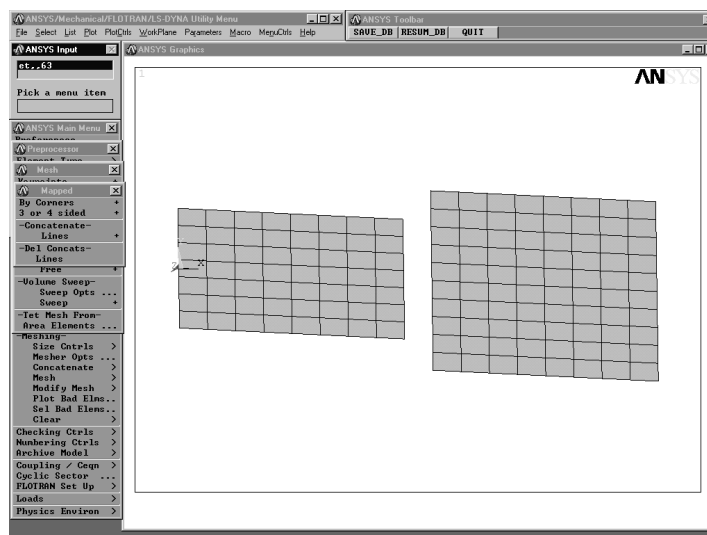 ANSYS/Mechanical/FLOTRAN/LS-DYNA Utility Menu
File Select List Plot PlotCtrls WorkPlane Parameters Macro MenuCtrls Help
ANSYS Toolbar
SAVE_DB RESUM_DB QUIT
ANSYS Input
et,,63
Pick a menu item
ANSYS Main Menu
Preferences
Preprocessor
Element Type >
Mesh
Mapped
By Corners +
3 or 4 sided +
-Concatenate-
Lines +
-Del Concats-
Lines
Free +
-Volume Sweep-
Sweep Opts ...
Sweep +
-Tet Mesh From-
Area Elements ...
-Meshing-
Size Cntrls >
Mesher Opts ...
Concatenate >
Mesh >
Modify Mesh >
Plot Bad Elms..
Sel Bad Elems..
Clear >
Checking Ctrls >
Numbering Ctrls >
Archive Model >
Coupling / Ceqn >
Cyclic Sector ...
FLOTRAN Set Up >
Loads >
Physics Environ >
ANSYS Graphics
1
ANSYS
Z X